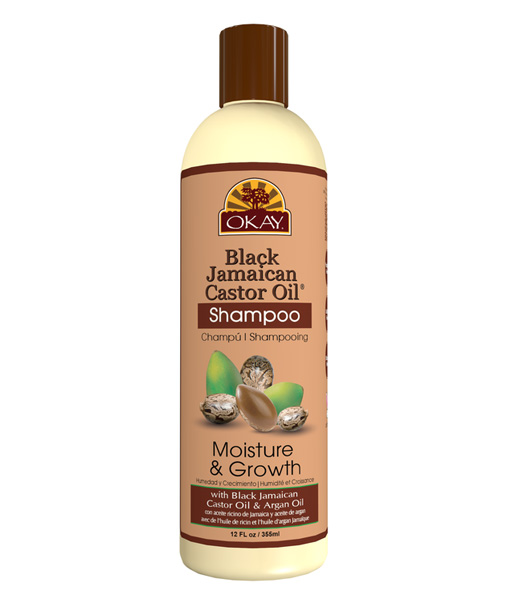 OKAY.
Black
Jamaican
Castor Oil®
Shampoo
Champú | Shampooing
Moisture
& Growth
Humedad y Crecimiento | Humidité et Croissance
with Black Jamaican
Castor Oil & Argan Oil
con aceite ricino de Jamaica y aceite de argan
avec de l'huile de ricin et l'huile d'argan jamaïque
12 FL oz / 355ml